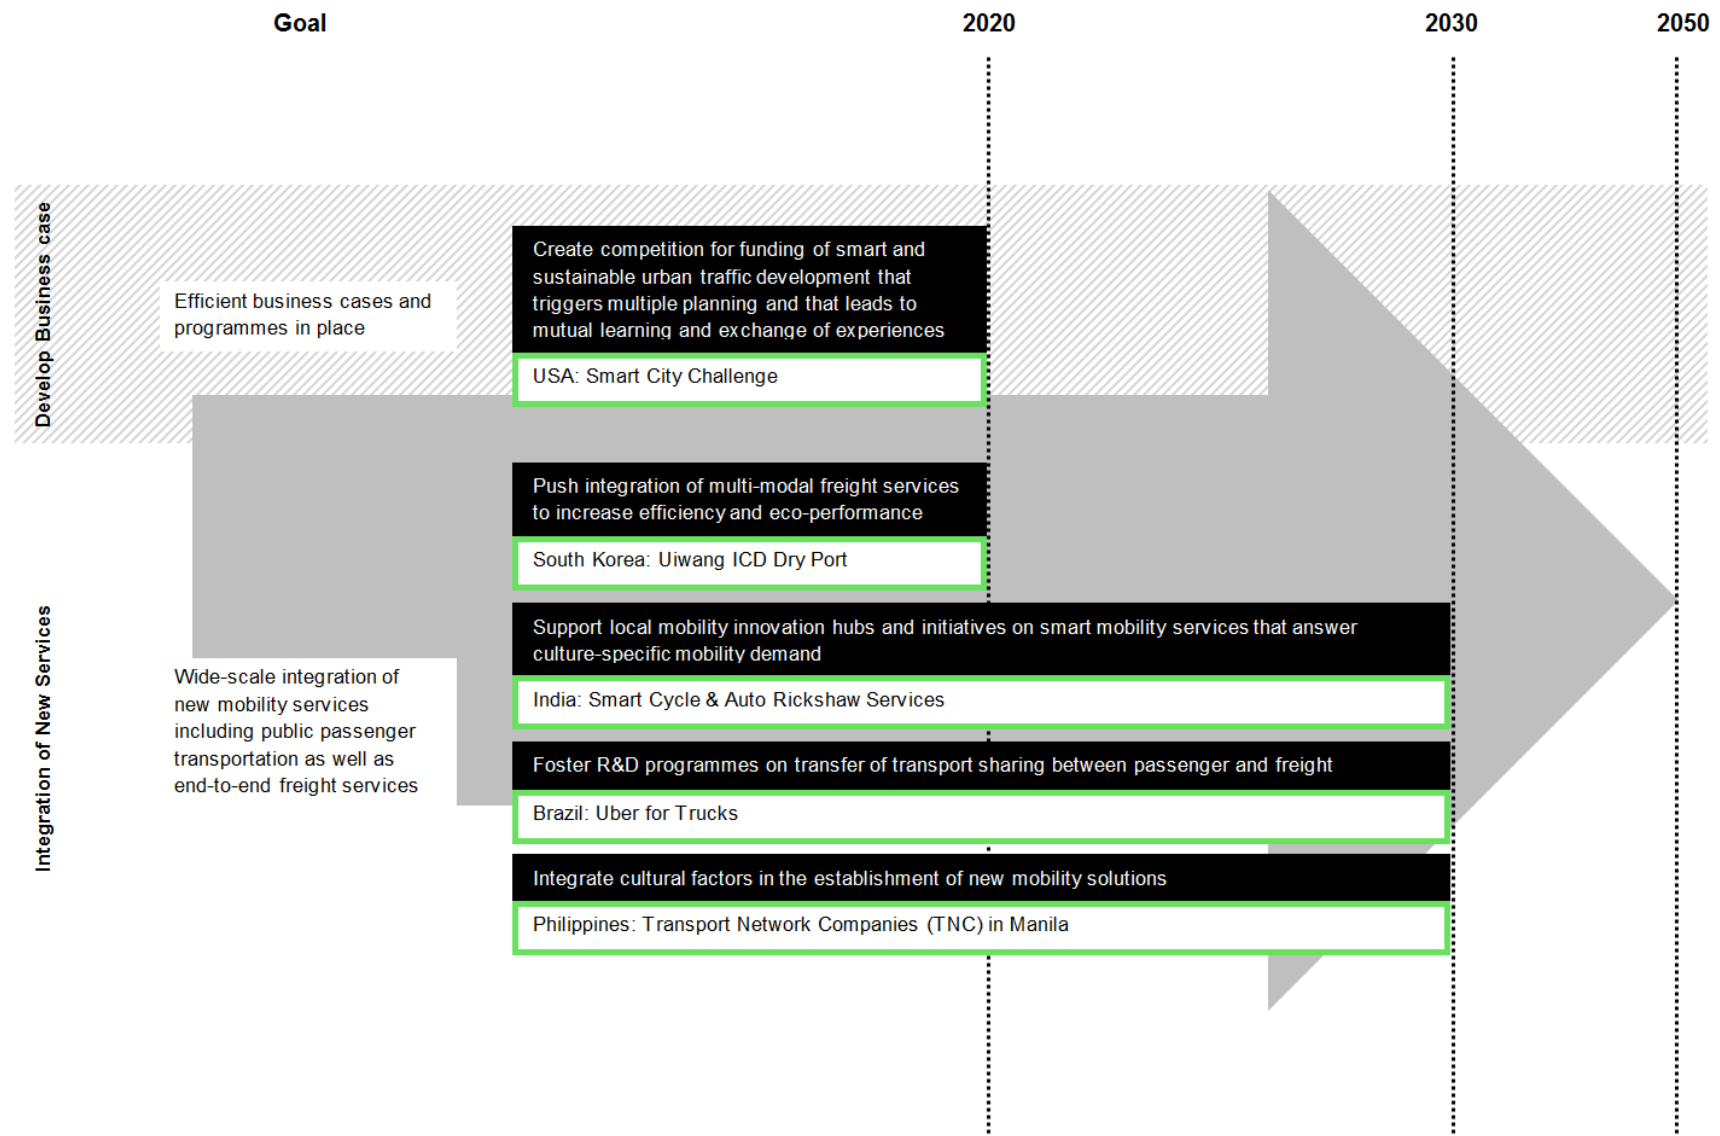 Goal
2020
2030
2050
Develop Business case
Efficient business cases and
programmes in place
Create competition for funding of smart and
sustainable urban traffic development that
triggers multiple planning and that leads to
mutual learning and exchange of experiences
USA: Smart City Challenge
Integration of New Services
Wide-scale integration of
new mobility services
including public passenger
transportation as well as
end-to-end freight services
Push integration of multi-modal freight services
to increase efficiency and eco-performance
South Korea: Uiwang ICD Dry Port
Support local mobility innovation hubs and initiatives on smart mobility services that answer
culture-specific mobility demand
India: Smart Cycle & Auto Rickshaw Services
Foster R&D programmes on transfer of transport sharing between passenger and freight
Brazil: Uber for Trucks
Integrate cultural factors in the establishment of new mobility solutions
Philippines: Transport Network Companies (TNC) in Manila